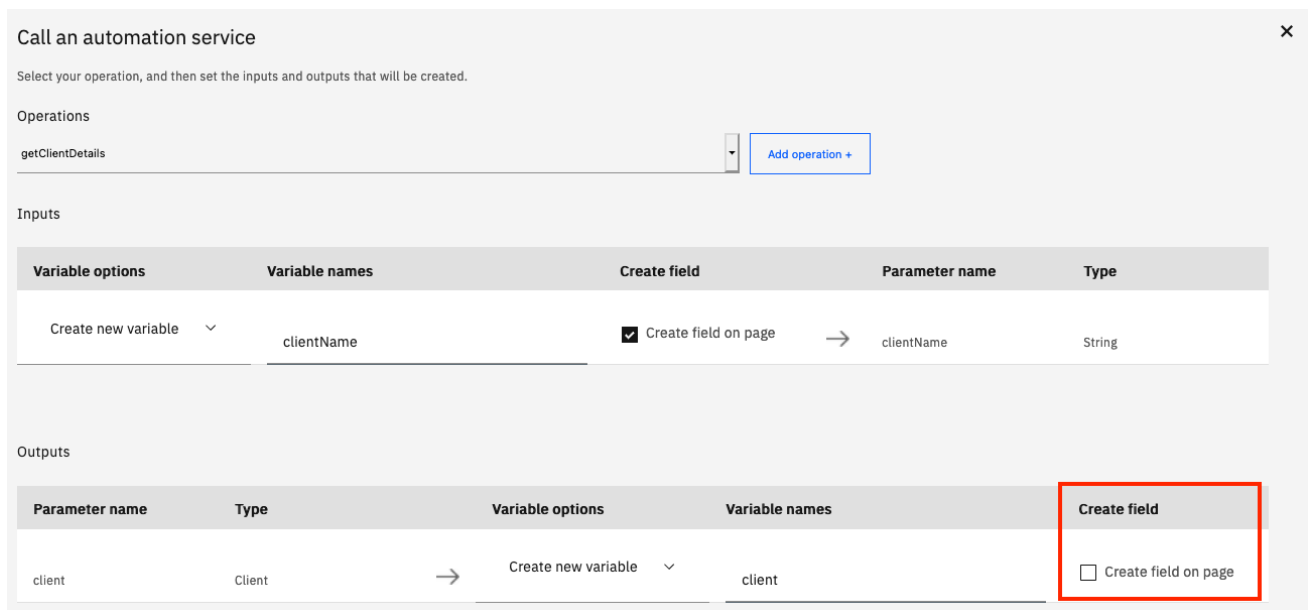 Call an automation service
Select your operation, and then set the inputs and outputs that will be created.
Operations
getClientDetails
Add operation +
Inputs
Variable options Variable names Create field Parameter name Type
Create new variable clientName Create field on page clientName String
Outputs
Parameter name Type Variable options Variable names Create field
client Client Create new variable client Create field on page